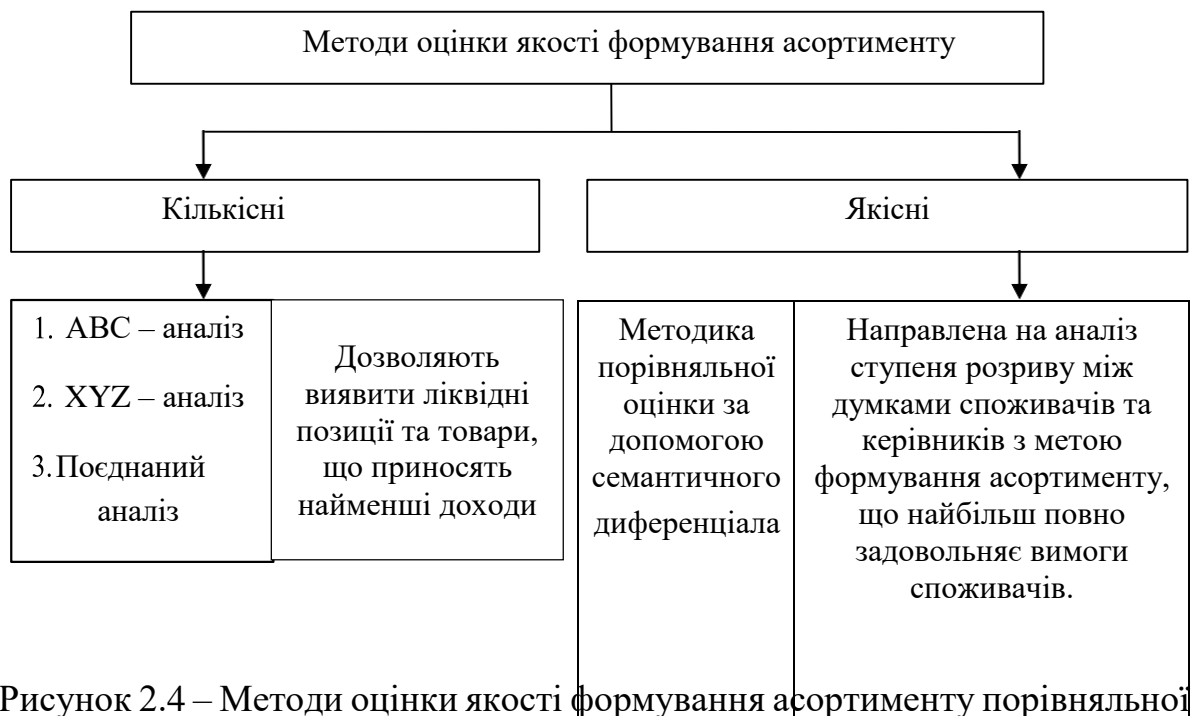 Методи оцінки якості формування асортименту
Кількісні
Якісні
1. ABC – аналіз
2. XYZ – аналіз
3. Поєднаний
аналіз
Дозволяють
виявити ліквідні
позиції та товари,
що приносять
найменші доходи
Методика
порівняльної
оцінки за
допомогою
семантичного
диференціала
Направлена на аналіз
ступеня розриву між
думками споживачів та
керівників з метою
формування асортименту,
що найбільш повно
задовольняє вимоги
споживачів.
Рисунок 2.4 – Методи оцінки якості формування асортименту порівняльної